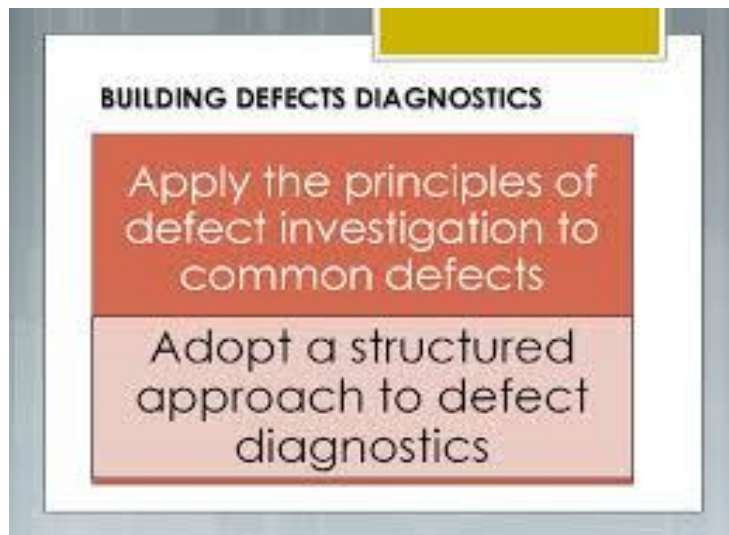 BUILDING DEFECTS DIAGNOSTICS
Apply the principles of
defect investigation to
common defects
Adopt a structured
approach to defect
diagnostics